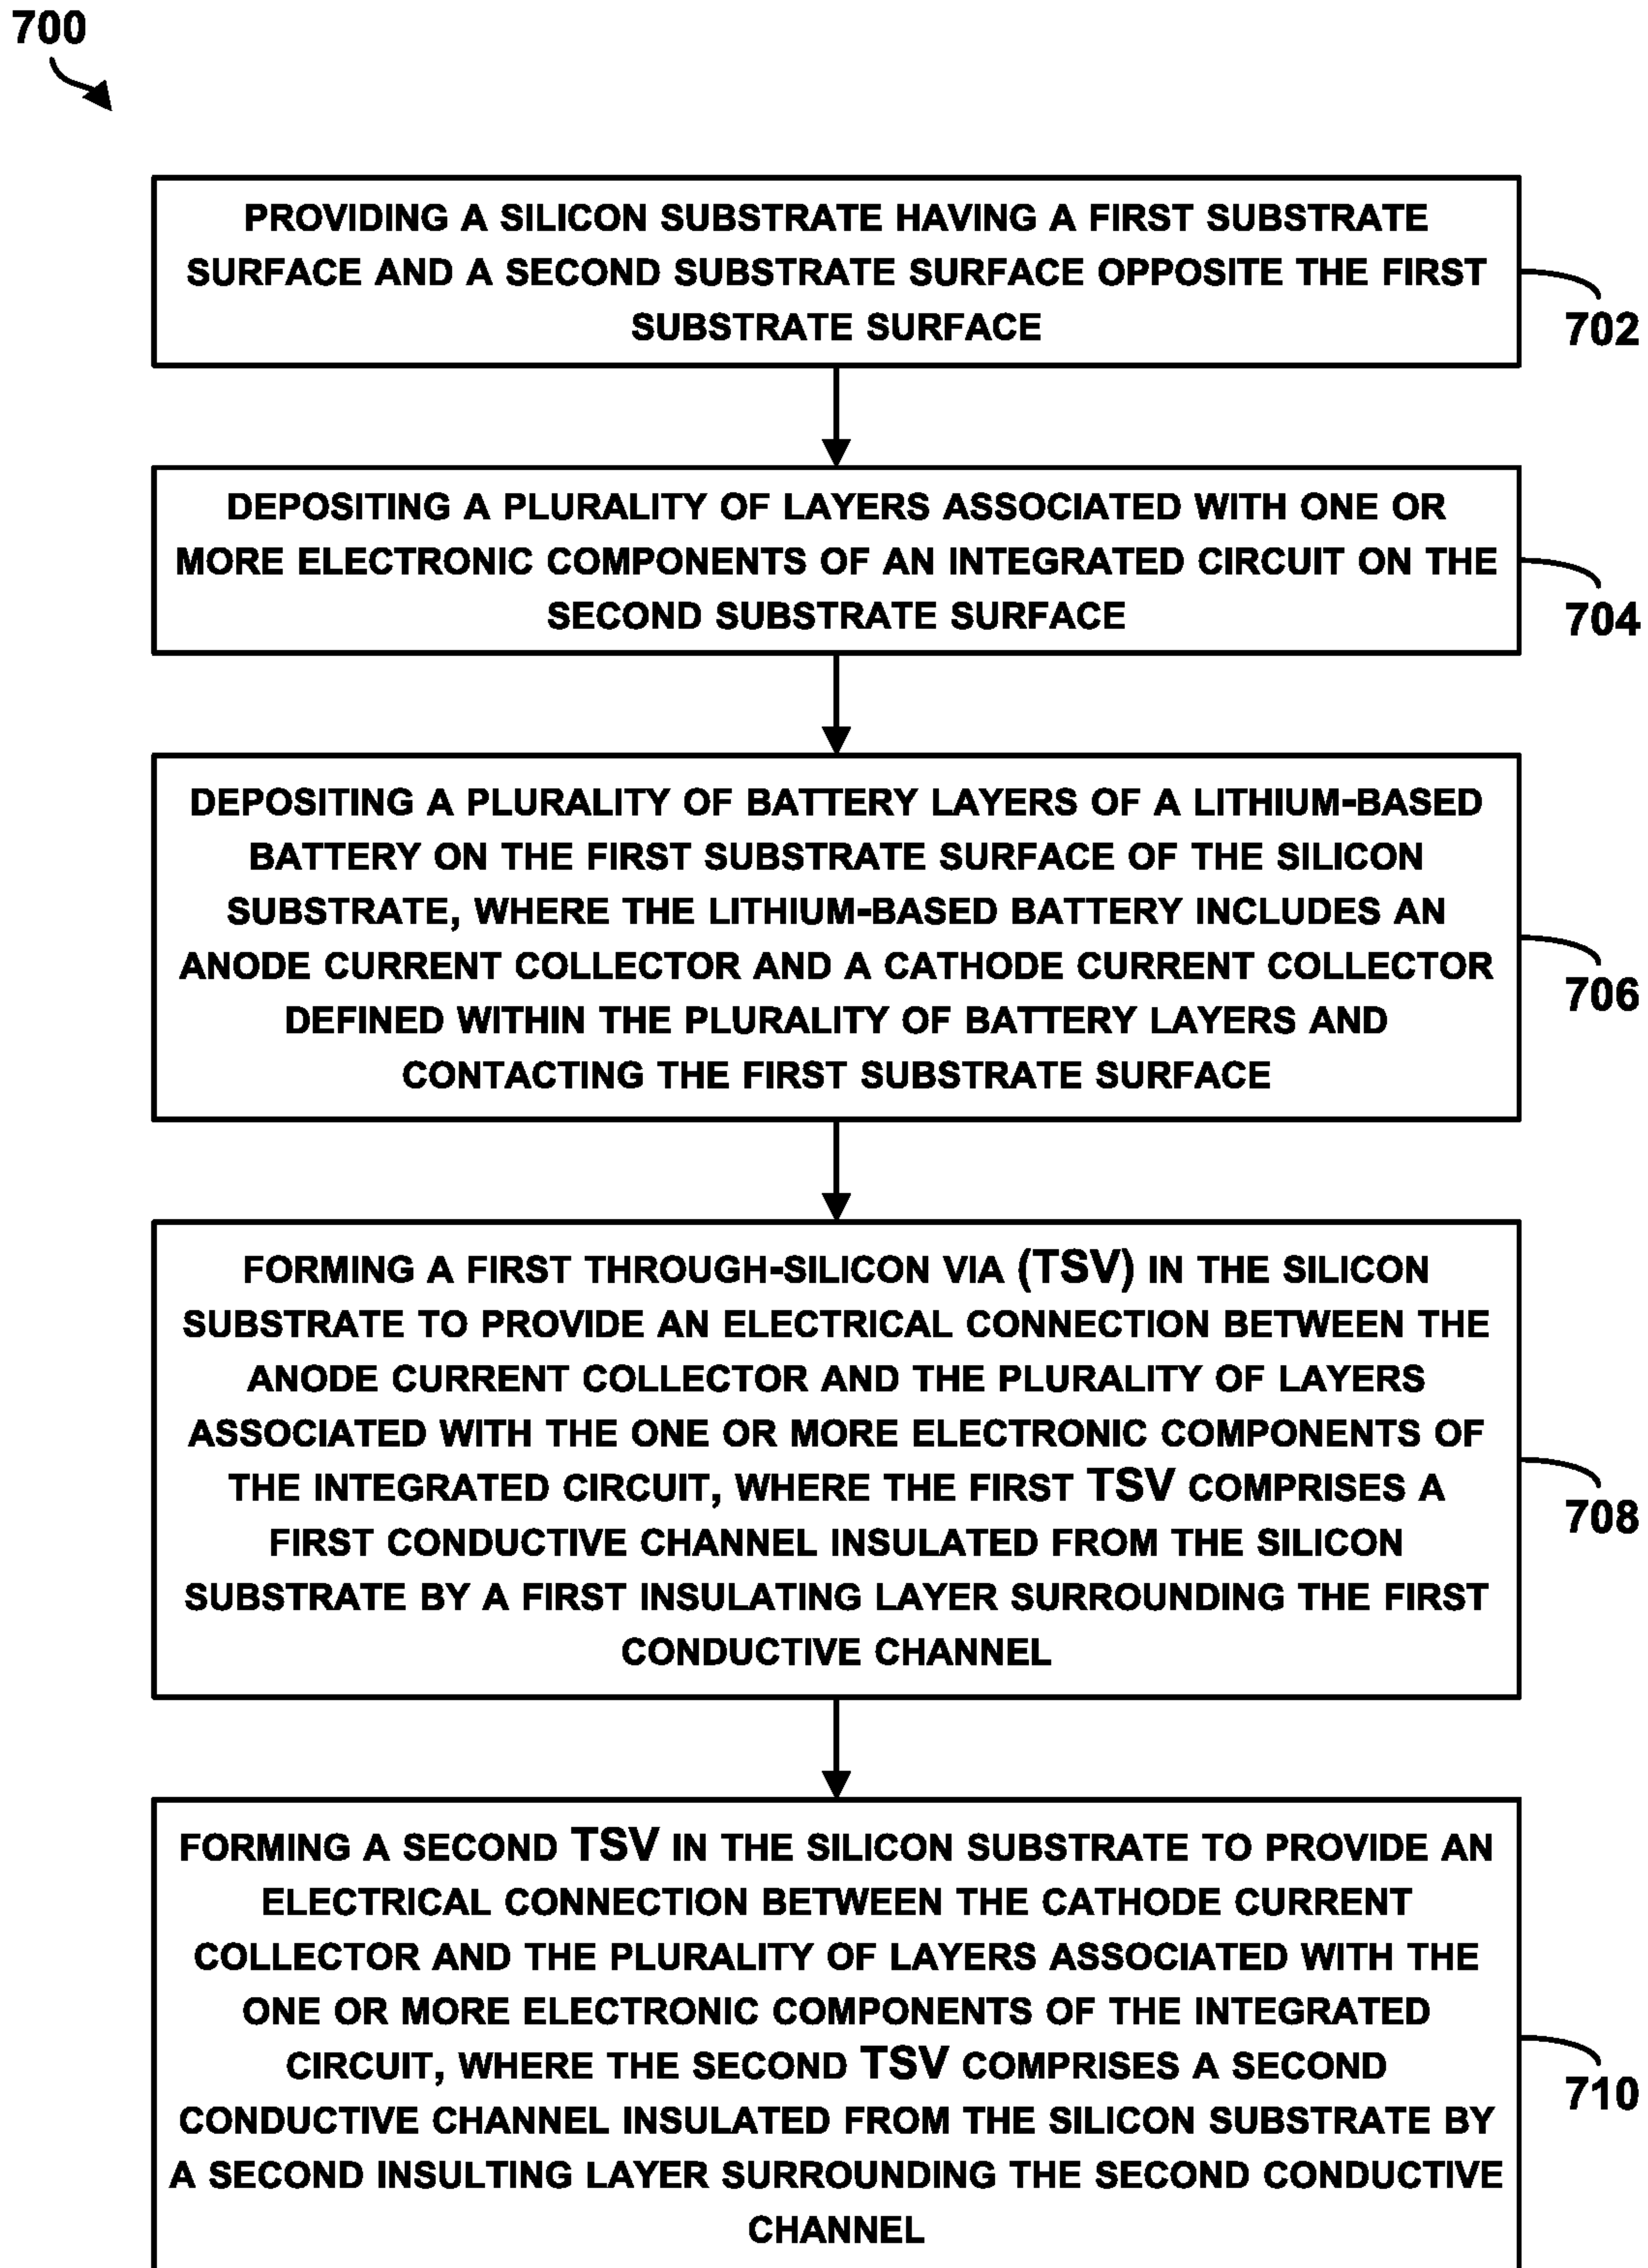 700
PROVIDING A SILICON SUBSTRATE HAVING A FIRST SUBSTRATE
SURFACE AND A SECOND SUBSTRATE SURFACE OPPOSITE THE FIRST
SUBSTRATE SURFACE
702
DEPOSITING A PLURALITY OF LAYERS ASSOCIATED WITH ONE OR
MORE ELECTRONIC COMPONENTS OF AN INTEGRATED CIRCUIT ON THE
SECOND SUBSTRATE SURFACE
704
DEPOSITING A PLURALITY OF BATTERY LAYERS OF A LITHIUM-BASED
BATTERY ON THE FIRST SUBSTRATE SURFACE OF THE SILICON
SUBSTRATE, WHERE THE LITHIUM-BASED BATTERY INCLUDES AN
ANODE CURRENT COLLECTOR AND A CATHODE CURRENT COLLECTOR
DEFINED WITHIN THE PLURALITY OF BATTERY LAYERS AND
CONTACTING THE FIRST SUBSTRATE SURFACE
706
FORMING A FIRST THROUGH-SILICON VIA (TSV) IN THE SILICON
SUBSTRATE TO PROVIDE AN ELECTRICAL CONNECTION BETWEEN THE
ANODE CURRENT COLLECTOR AND THE PLURALITY OF LAYERS
ASSOCIATED WITH THE ONE OR MORE ELECTRONIC COMPONENTS OF
THE INTEGRATED CIRCUIT, WHERE THE FIRST TSV COMPRISES A
FIRST CONDUCTIVE CHANNEL INSULATED FROM THE SILICON
SUBSTRATE BY A FIRST INSULATING LAYER SURROUNDING THE FIRST
CONDUCTIVE CHANNEL
708
FORMING A SECOND TSV IN THE SILICON SUBSTRATE TO PROVIDE AN
ELECTRICAL CONNECTION BETWEEN THE CATHODE CURRENT
COLLECTOR AND THE PLURALITY OF LAYERS ASSOCIATED WITH THE
ONE OR MORE ELECTRONIC COMPONENTS OF THE INTEGRATED
CIRCUIT, WHERE THE SECOND TSV COMPRISES A SECOND
CONDUCTIVE CHANNEL INSULATED FROM THE SILICON SUBSTRATE BY
A SECOND INSULTING LAYER SURROUNDING THE SECOND CONDUCTIVE
CHANNEL
710